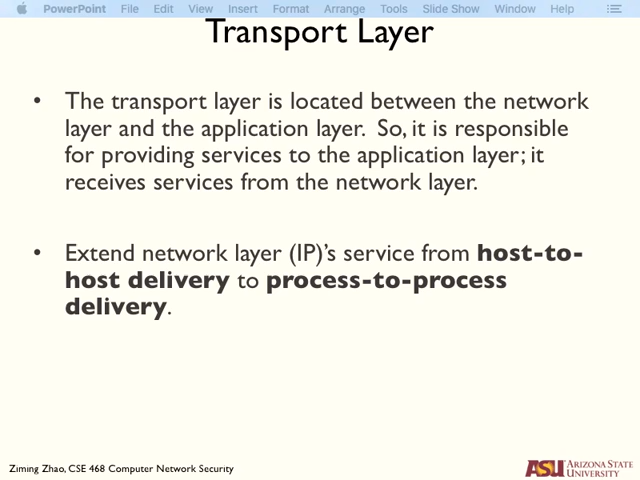 PowerPoint File Edit View Insert Format Arrange Tools Slide Show Window Help
Transport Layer
• The transport layer is located between the network
layer and the application layer. So, it is responsible
for providing services to the application layer; it
receives services from the network layer.
• Extend network layer (IP)'s service from host-to-
host delivery to process-to-process
delivery.
Ziming Zhao, CSE 468 Computer Network Security
ASU ARIZONA STATE
UNIVERSITY